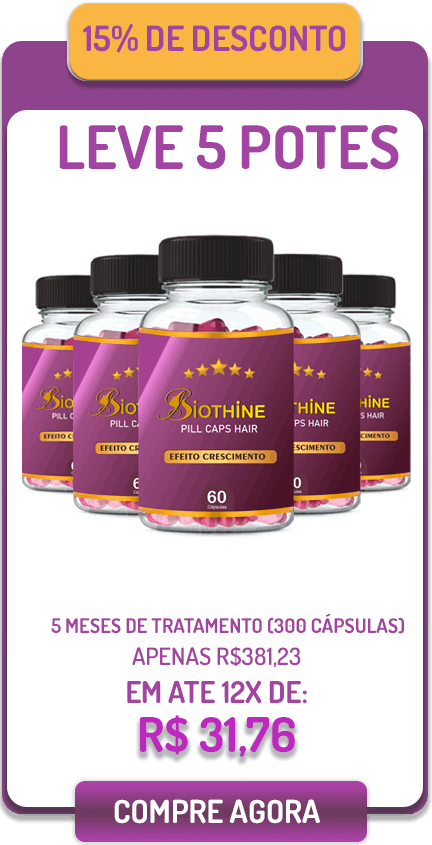 15% DE DESCONTO
LEVE 5 POTES
BIOTHINE
PILL CAPS HAIR
EFEITO CRESCIMENTO
60
Cápsulas
5 MESES DE TRATAMENTO (300 CÁPSULAS)
APENAS R$381,23
EM ATE 12X DE:
R$ 31,76
COMPRE AGORA